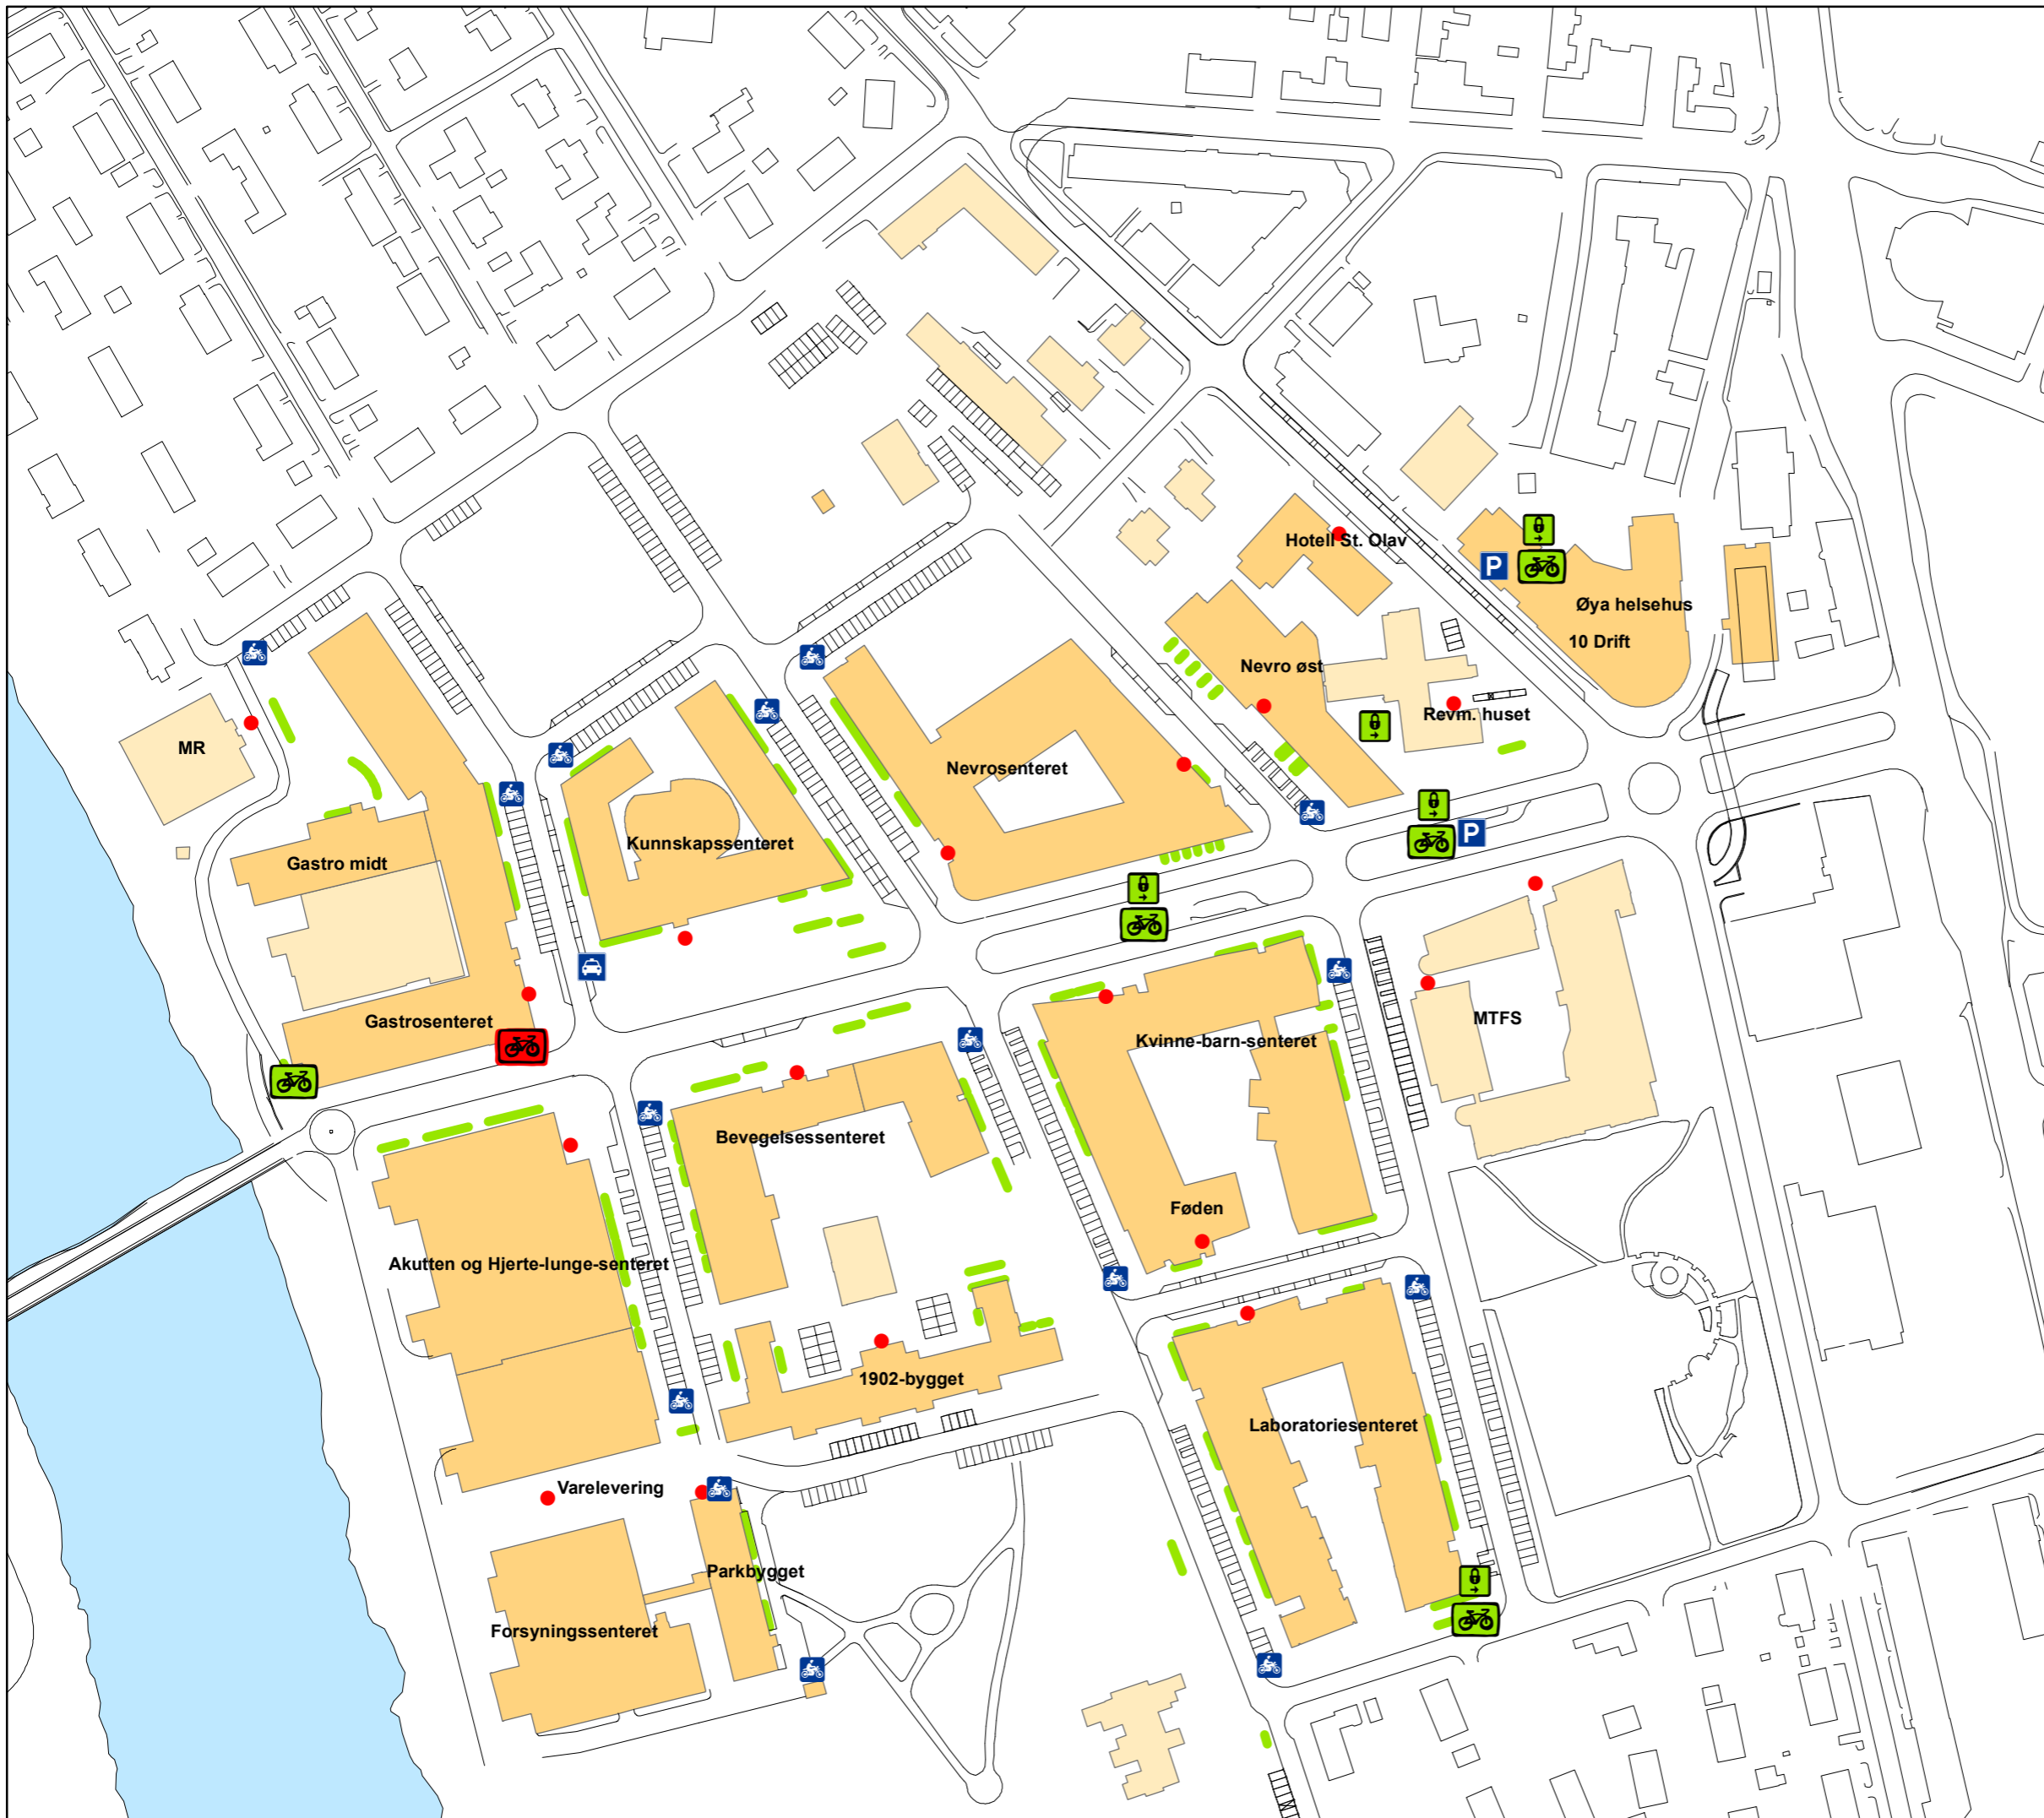 Hotell St. Olav
P
Øya helsehus
10 Drift
Nevro øst
Revm. huset
MR
Nevrosenteret
P
Kunnskapssenteret
Gastro midt
Gastrosenteret
MTFS
Kvinne-barn-senteret
Bevegelsessenteret
Føden
Akutten og Hjerte-lunge-senteret
1902-bygget
Laboratoriesenteret
Varelevering
Parkbygget
Forsyningssenteret